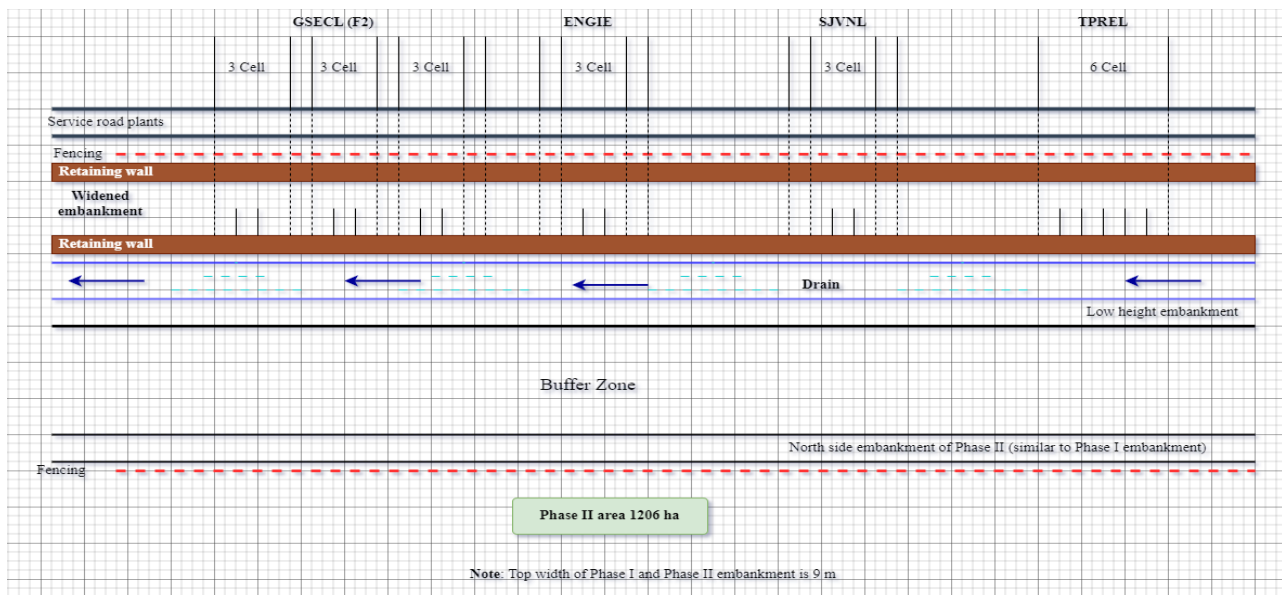 GSECL (F2) ENGIE SJVNL TPREL
3 Cell 3 Cell 3 Cell 3 Cell 3 Cell 6 Cell
Service road plants
Fencing
Retaining wall
Widened
embankment
Retaining wall
Drain
Low height embankment
Buffer Zone
North side embankment of Phase II (similar to Phase I embankment)
Fencing
Phase II area 1206 ha
Note: Top width of Phase I and Phase II embankment is 9 m